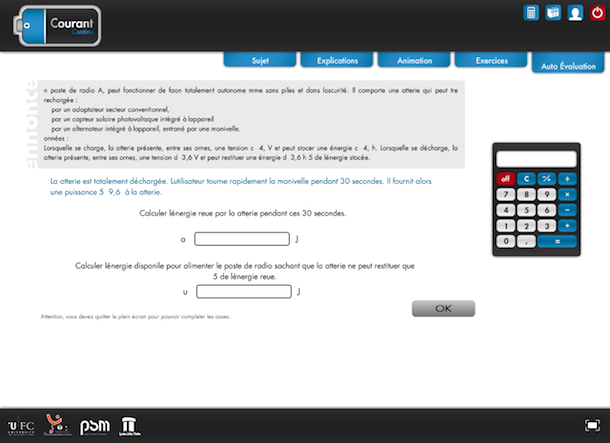 Courant
Continu
Sujet
Explications
Animation
Exercices
Auto Évaluation
ennonce
n poste de radio A, peut fonctionner de faon totalement autonome mme sans piles et dans loscurité. Il comporte une atterie qui peut tre
rechargée :
par un adaptateur secteur conventionnel,
par un capteur solaire photovoltaque intégré à lappareil
par un alternateur intégré à lappareil, entrané par une manivelle.
onnées :
Lorsquelle se charge, la atterie présente, entre ses ornes, une tension c 4, V et peut stocer une énergie c 4, h. Lorsquelle se décharge, la
atterie présente, entre ses ornes, une tension d 3,6 V et peut restituer une énergie d 3,6 h 5 de lénergie stocée.
La atterie est totalement déchargée. Lutilisateur tourne rapidement la manivelle pendant 30 secondes. Il fournit alors
une puissance 5 9,6 à la atterie.
Calculer lénergie reue par la atterie pendant ces 30 secondes.
a J
Calculer lénergie disponile pour alimenter le poste de radio sachant que la atterie ne peut restituer que
5 de lénergie reue.
u J
OK
Attention, vous devez quitter le plein écran pour pouvoir completer les cases.
off C +/- ÷
7 8 9 ×
4 5 6 −
1 2 3 +
0 , =
UFC
psm